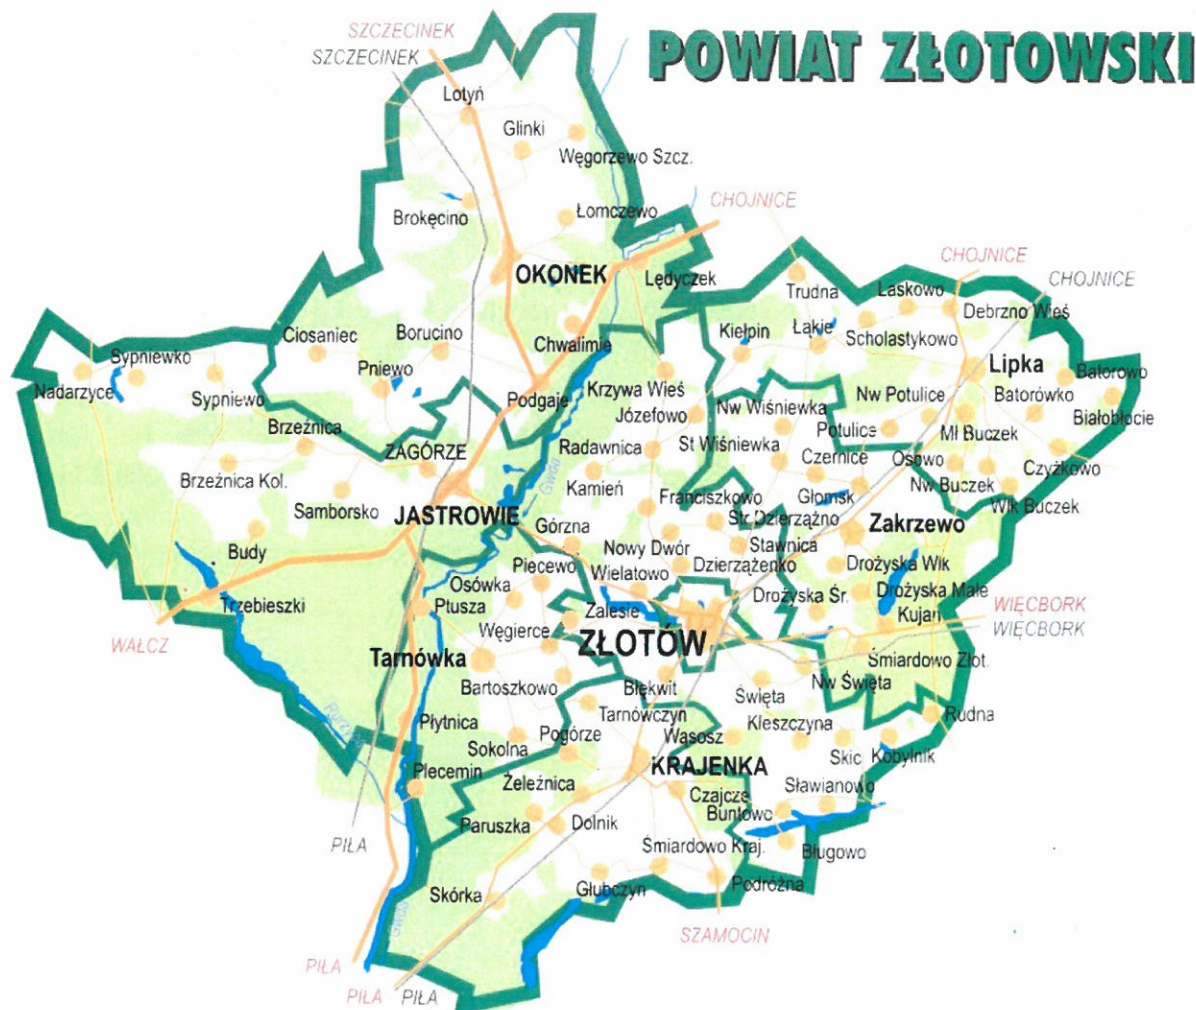 POWIAT ZŁOTOWSKI
SZCZECINEK
SZCZECINEK
Lotyń
Glinki
Węgorzewo Szcz.
Brokęcino
Łomczewo
CHOJNICE
OKONEK
Lędyczek
CHOJNICE
CHOJNICE
Trudna
Laskowo
Debrzno Wieś
Ciosaniec
Borucino
Chwalimie
Kiełpin
Łąkie
Scholastykowo
Sypniewko
Pniewo
Lipka
Batorowo
Nadarzyce
Sypniewo
Podgaje
Krzywa Wieś
Nw Potulice
Batorówko
Józefowo
Nw Wiśniewka
Białobłocie
Brzeźnica
Potulice
Mł Buczek
ZAGÓRZE
Radawnica
St Wiśniewka
Czernice
Osowo
Czyżkowo
Brzeźnica Kol.
Gwda
Kamień
Franciszkowo
Głomsk
Nw Buczek
Wlk Buczek
Samborsko
JASTROWIE
Górzna
Str Dzierzążno
Zakrzewo
Budy
Nowy Dwór
Stawnica
Piecewo
Wielatowo
Dzierzążenko
Drożyska Wlk
Osówka
Drożyska Śr.
Drożyska Małe
Trzebieszki
Ptusza
Zalesie
Kujan
WIĘCBORK
WIĘCBORK
WAŁCZ
Węgierce
ZŁOTÓW
Tarnówka
Śmiardowo Złot.
Bartoszkowo
Błękwit
Święta
Nw Święta
Płytnica
Tarnówczyn
Kleszczyna
Rudna
Pogórze
Wąsosz
Sokolna
Skic
Kobylnik
Plecemin
Żeleźnica
KRAJENKA
Sławianowo
Czajcze
Buntowo
Paruszka
Dolnik
PIŁA
Śmiardowo Kraj.
Bługowo
Skórka
Głubczyn
Podróżna
Gwda
SZAMOCIN
PIŁA
PIŁA
PIŁA